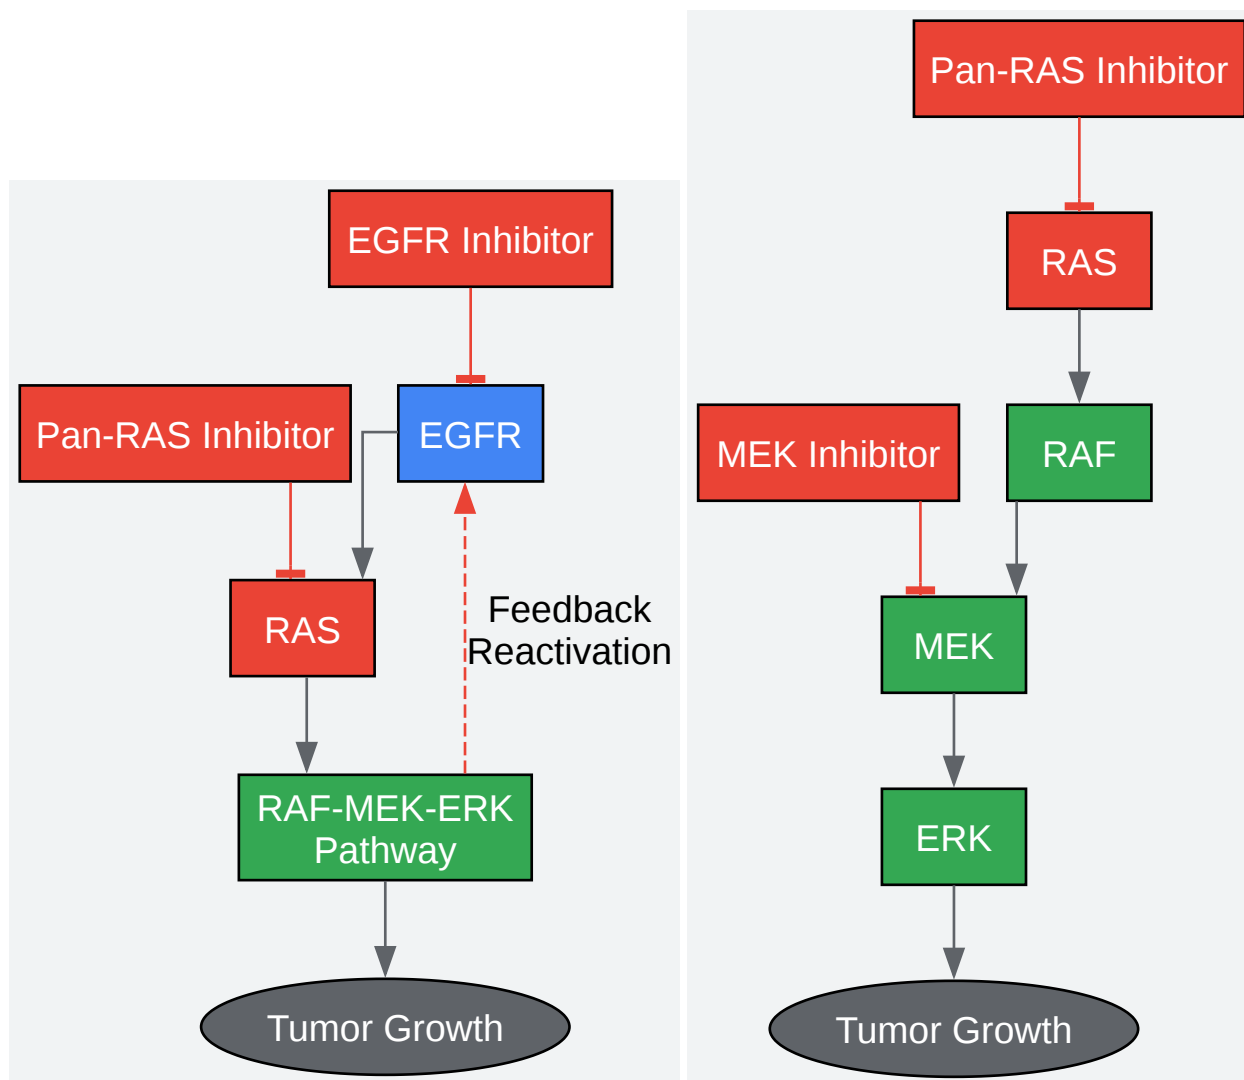 EGFR Inhibitor
Pan-RAS Inhibitor
EGFR
RAS
Feedback
Reactivation
RAF-MEK-ERK
Pathway
Tumor Growth
Pan-RAS Inhibitor
RAS
MEK Inhibitor
RAF
MEK
ERK
Tumor Growth